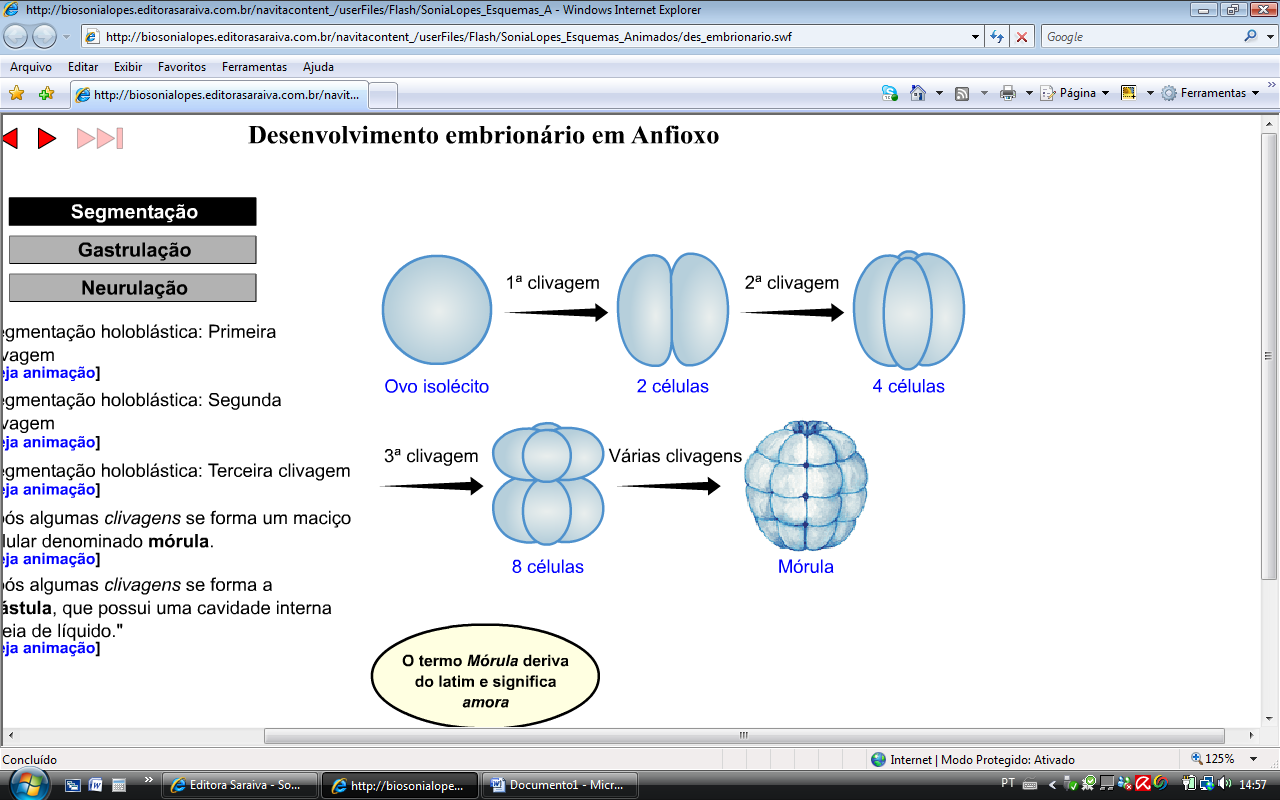 http://biosonialopes.editorasaraiva.com.br/navitacontent_/userFiles/Flash/SoniaLopes_Esquemas_A - Windows Internet Explorer
http://biosonialopes.editorasaraiva.com.br/navitacontent_/userFiles/Flash/SoniaLopes_Esquemas_Animados/des_embrionario.swf
Google
Arquivo Editar Exibir Favoritos Ferramentas Ajuda
http://biosonialopes.editorasaraiva.com.br/navit...
Página Ferramentas »
Desenvolvimento embrionário em Anfioxo
Segmentação
Gastrulação
Neurulação
egmentação holoblástica: Primeira
vagem
eja animação]
egmentação holoblástica: Segunda
vagem
eja animação]
egmentação holoblástica: Terceira clivagem
eja animação]
ós algumas clivagens se forma um maciço
lular denominado mórula.
eja animação]
ós algumas clivagens se forma a
ástula, que possui uma cavidade interna
eia de líquido."
eja animação]
1ª clivagem
2ª clivagem
Ovo isolécito
2 células
4 células
3ª clivagem
Várias clivagens
8 células
Mórula
O termo Mórula deriva
do latim e significa
amora
Concluído
Internet | Modo Protegido: Ativado
125%
» Editora Saraiva - So...
http://biosonialope...
Documento1 - Micr...
PT
14:57